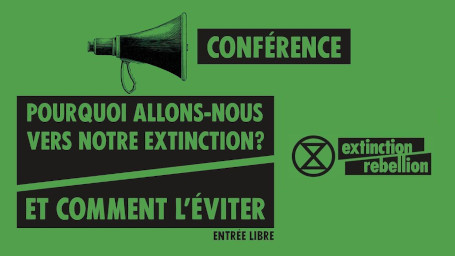 CONFÉRENCE
POURQUOI ALLONS-NOUS
VERS NOTRE EXTINCTION?
ET COMMENT L'ÉVITER
ENTRÉE LIBRE
extinction
rebellion